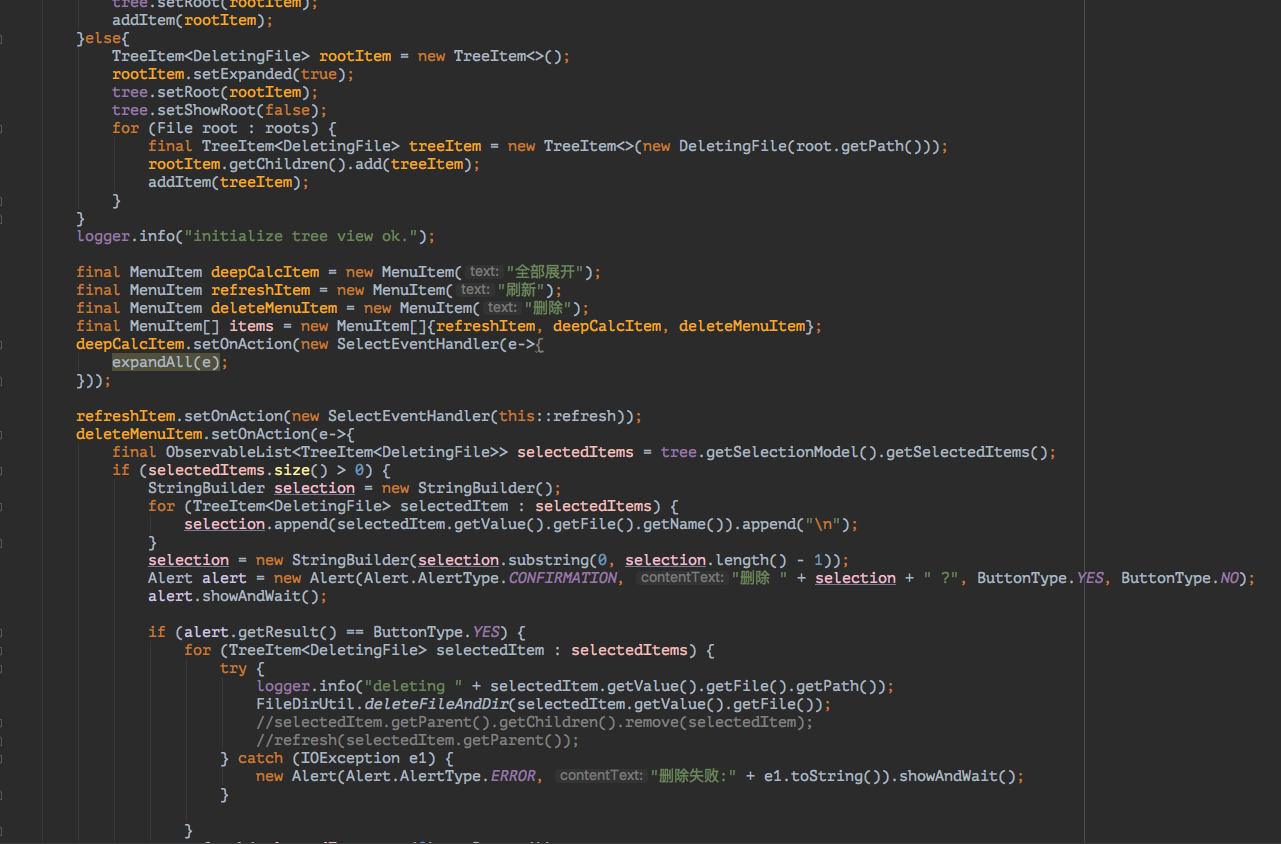 tree.setRoot(rootItem);
addItem(rootItem);
}else{
TreeItem<DeletingFile> rootItem = new TreeItem<>();
rootItem.setExpanded(true);
tree.setRoot(rootItem);
tree.setShowRoot(false);
for (File root : roots) {
final TreeItem<DeletingFile> treeItem = new TreeItem<>(new DeletingFile(root.getPath()));
rootItem.getChildren().add(treeItem);
addItem(treeItem);
}
}
logger.info("initialize tree view ok.");
final MenuItem deepCalcItem = new MenuItem( text: "全部展开");
final MenuItem refreshItem = new MenuItem( text: "刷新");
final MenuItem deleteMenuItem = new MenuItem( text: "删除");
final MenuItem[] items = new MenuItem[]{refreshItem, deepCalcItem, deleteMenuItem};
deepCalcItem.setOnAction(new SelectEventHandler(e->{
expandAll(e);
}));
refreshItem.setOnAction(new SelectEventHandler(this::refresh));
deleteMenuItem.setOnAction(e->{
final ObservableList<TreeItem<DeletingFile>> selectedItems = tree.getSelectionModel().getSelectedItems();
if (selectedItems.size() > 0) {
StringBuilder selection = new StringBuilder();
for (TreeItem<DeletingFile> selectedItem : selectedItems) {
selection.append(selectedItem.getValue().getFile().getName()).append("\n");
}
selection = new StringBuilder(selection.substring(0, selection.length() - 1));
Alert alert = new Alert(Alert.AlertType.CONFIRMATION, contentText: "删除 " + selection + " ?", ButtonType.YES, ButtonType.NO);
alert.showAndWait();
if (alert.getResult() == ButtonType.YES) {
for (TreeItem<DeletingFile> selectedItem : selectedItems) {
try {
logger.info("deleting " + selectedItem.getValue().getFile().getPath());
FileDirUtil.deleteFileAndDir(selectedItem.getValue().getFile());
//selectedItem.getParent().getChildren().remove(selectedItem);
//refresh(selectedItem.getParent());
} catch (IOException e1) {
new Alert(Alert.AlertType.ERROR, contentText: "删除失败:" + e1.toString()).showAndWait();
}
}